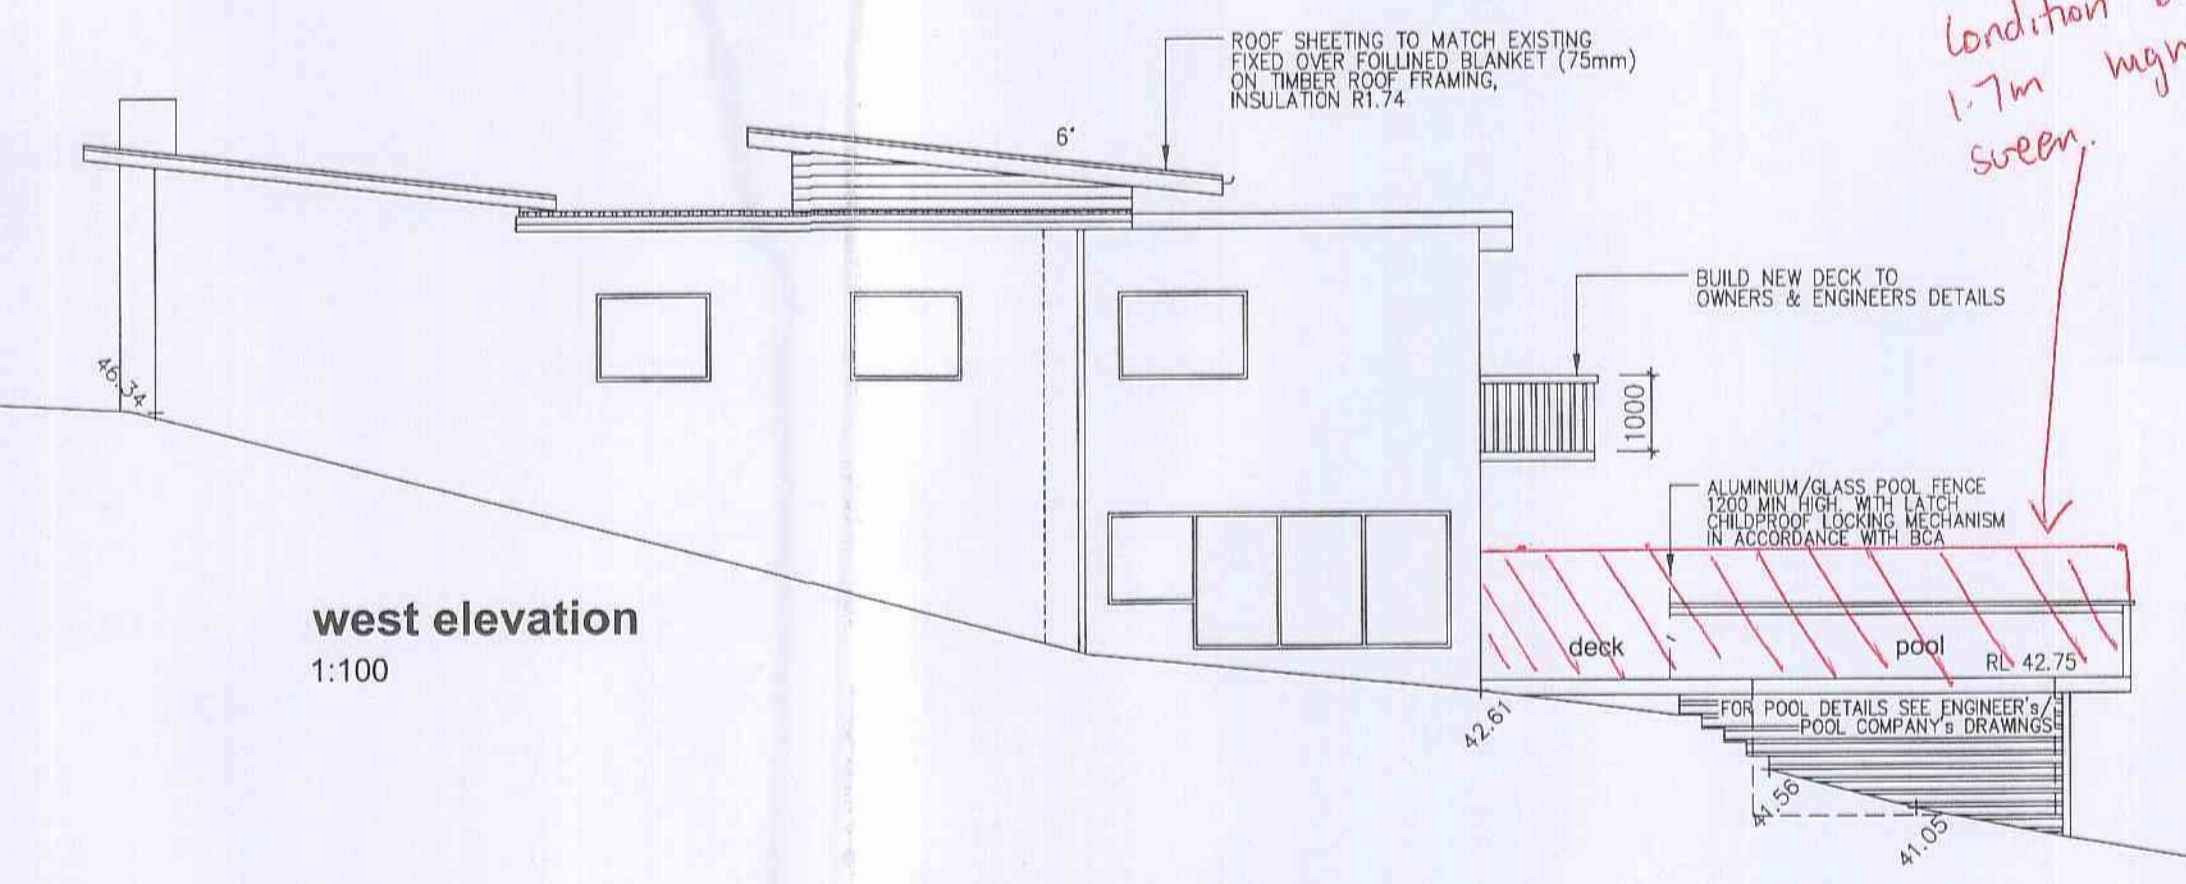 Condition
1.7m high
screen.
ROOF SHEETING TO MATCH EXISTING
FIXED OVER FOILLINED BLANKET (75mm)
ON TIMBER ROOF FRAMING,
INSULATION R1.74
6°
BUILD NEW DECK TO
OWNERS & ENGINEERS DETAILS
1000
46.34
ALUMINIUM/GLASS POOL FENCE
1200 MIN HIGH. WITH LATCH
CHILDPROOF LOCKING MECHANISM
IN ACCORDANCE WITH BCA
west elevation
1:100
deck
pool
RL 42.75
42.61
FOR POOL DETAILS SEE ENGINEER's/
POOL COMPANY's DRAWINGS
41.56
41.05